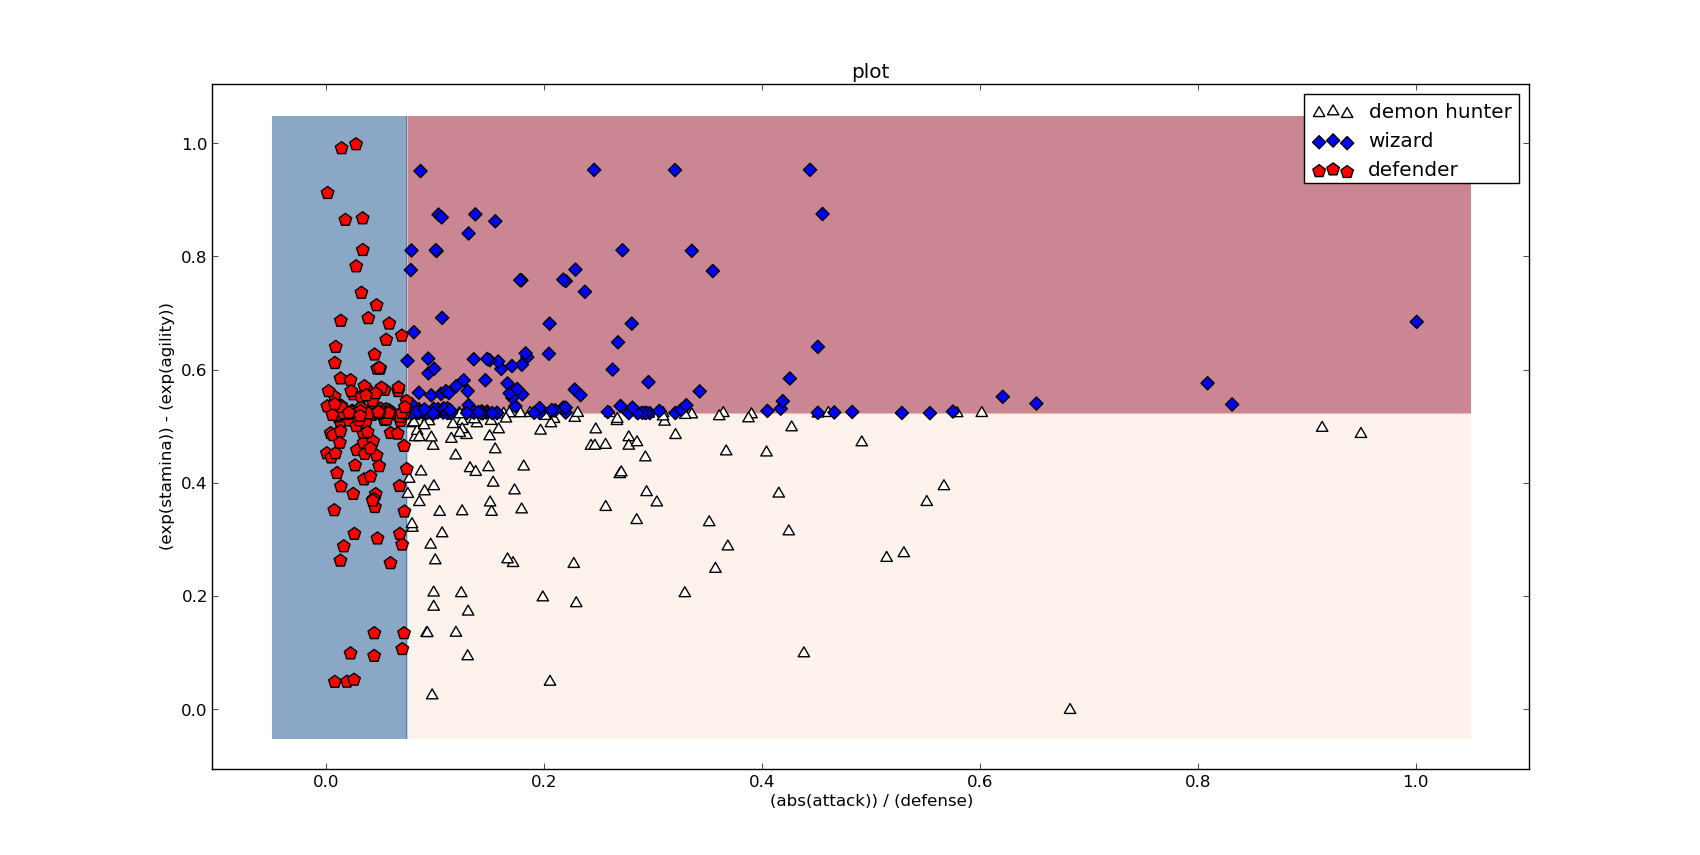 plot
demon hunter
wizard
defender
1.0
0.8
0.6
0.4
0.2
0.0
(exp(stamina)) - (exp(agility))
0.0 0.2 0.4 0.6 0.8 1.0
(abs(attack)) / (defense)